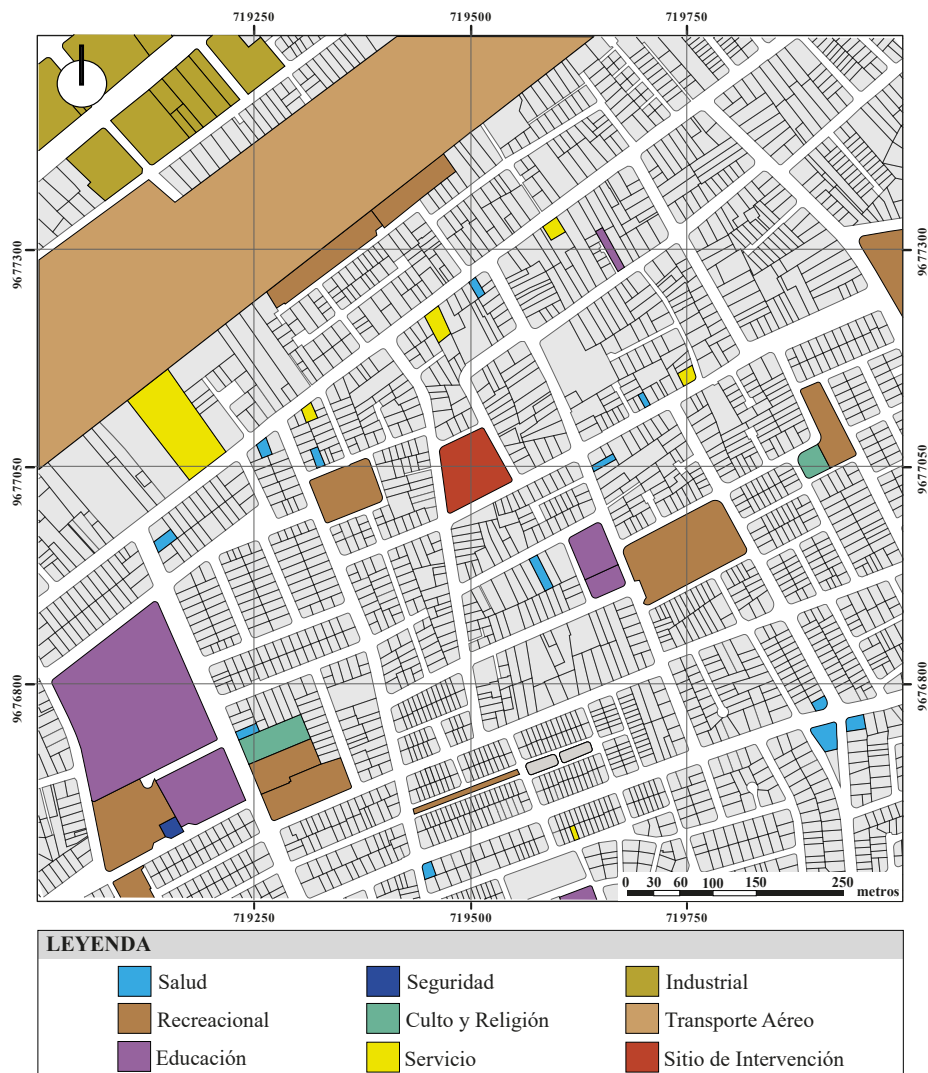 719250 719500 719750
9677300 9677300
9677050 9677050
9676800 9676800
0 30 60 100 150 250
metros
719250 719500 719750
LEYENDA
Salud Seguridad Industrial
Recreacional Culto y Religión Transporte Aéreo
Educación Servicio Sitio de Intervención